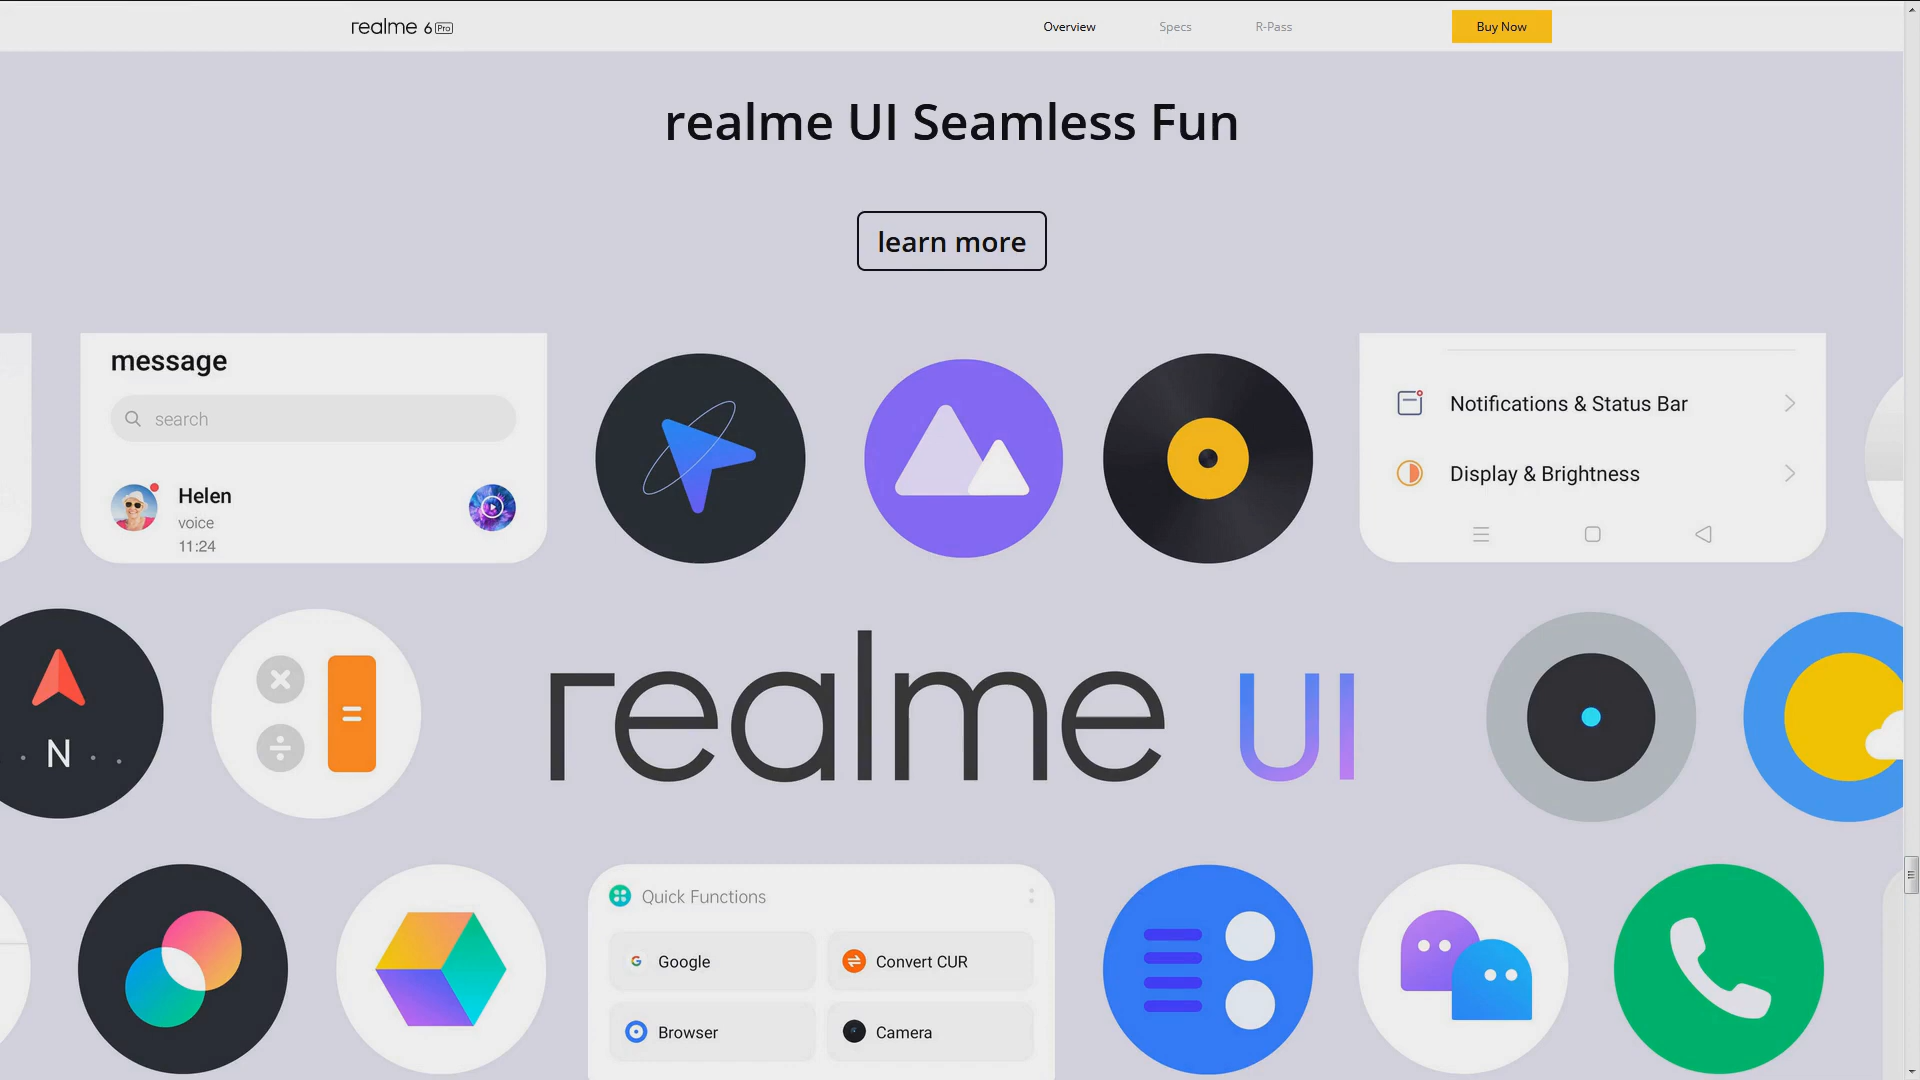 realme 6 Pro
Overview
Specs
R-Pass
Buy Now
realme UI Seamless Fun
learn more
message
search
Helen
voice
11:24
Notifications & Status Bar
Display & Brightness
N
realme UI
Quick Functions
Google
Convert CUR
Browser
Camera